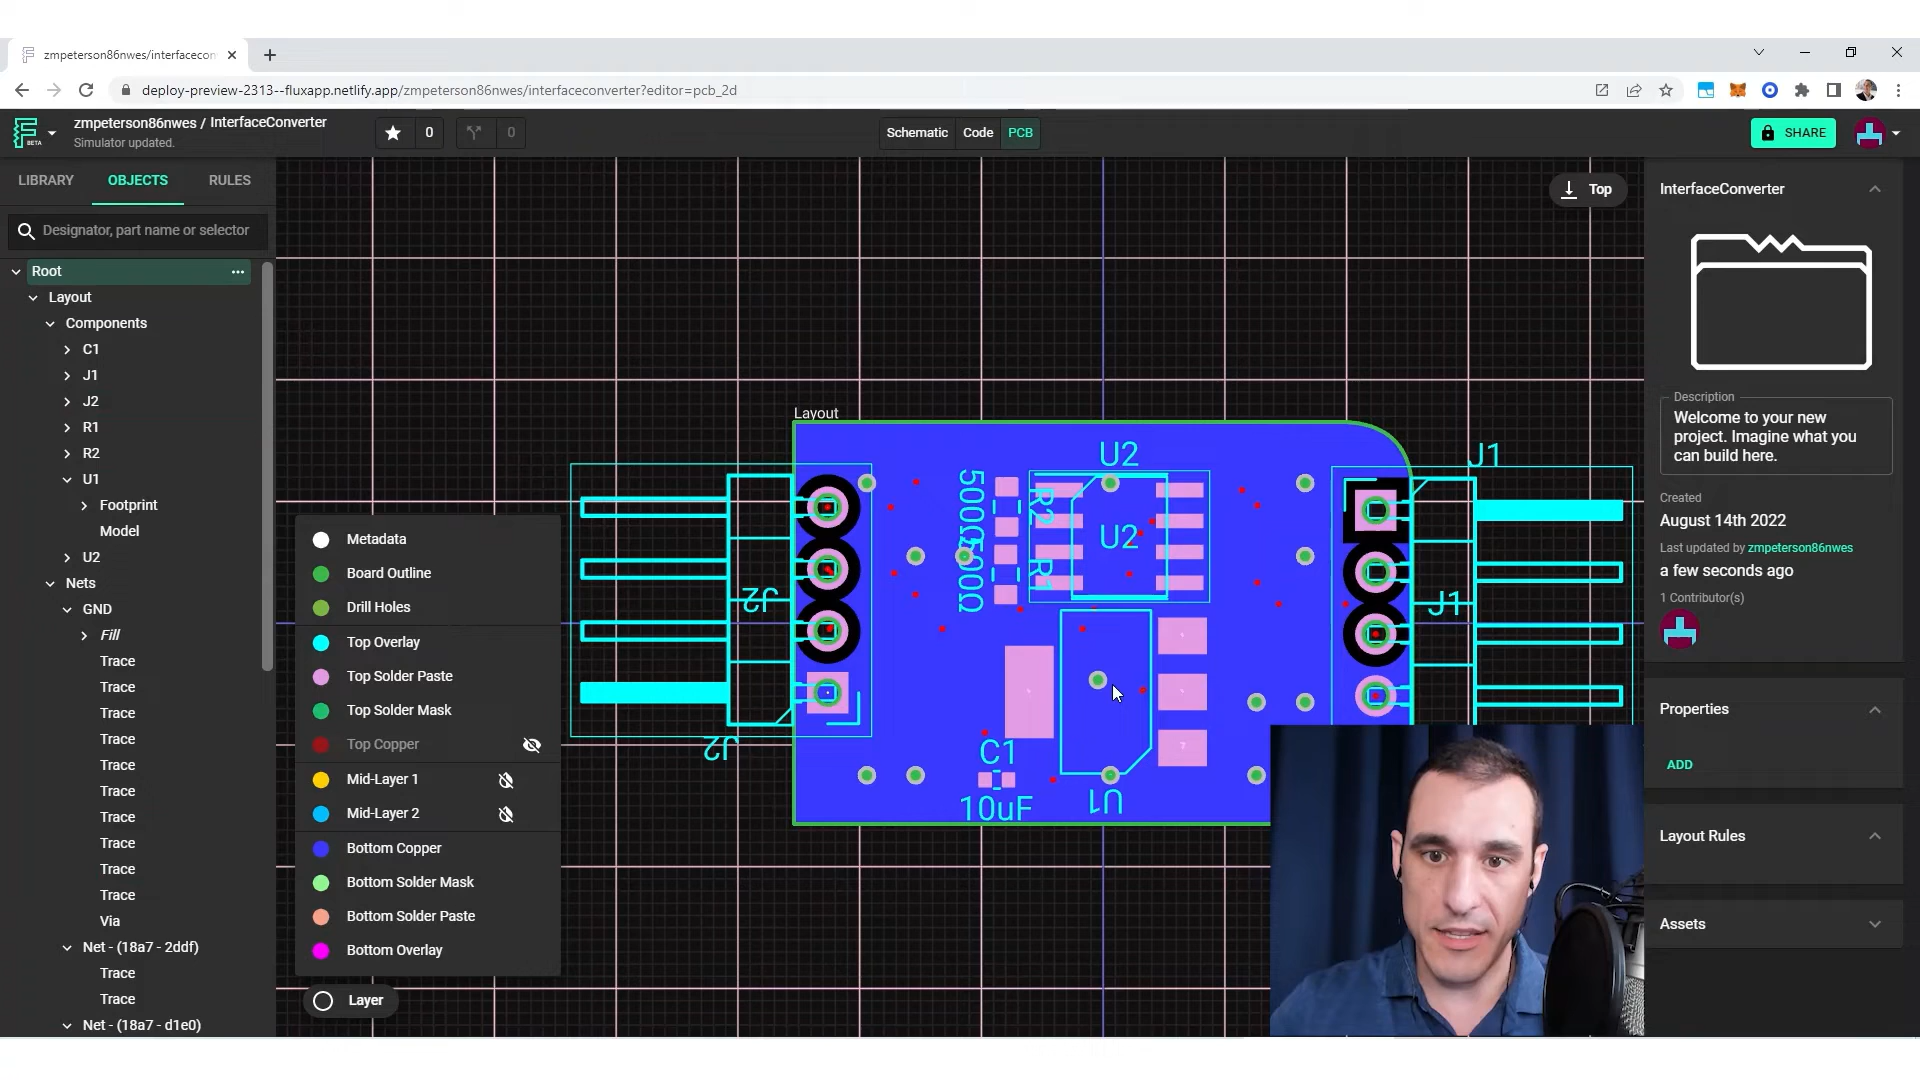 zmpeterson86nwes/interfacecon
deploy-preview-2313--fluxapp.netlify.app/zmpeterson86nwes/interfaceconverter?editor=pcb_2d
BETA
zmpeterson86nwes / InterfaceConverter
Simulator updated.
0
0
Schematic
Code
PCB
SHARE
LIBRARY
OBJECTS
RULES
Designator, part name or selector
Root
Layout
Components
C1
J1
J2
R1
R2
U1
Footprint
Model
U2
Nets
GND
Fill
Trace
Trace
Trace
Trace
Trace
Trace
Trace
Trace
Trace
Trace
Via
Net - (18a7 - 2ddf)
Trace
Trace
Net - (18a7 - d1e0)
Metadata
Board Outline
Drill Holes
Top Overlay
Top Solder Paste
Top Solder Mask
Top Copper
Mid-Layer 1
Mid-Layer 2
Bottom Copper
Bottom Solder Mask
Bottom Solder Paste
Bottom Overlay
Layer
Top
Layout
U2
U2
500Ω
R2
500Ω
R1
J2
J2
J1
J1
C1
10uF
U1
InterfaceConverter
Description
Welcome to your new
project. Imagine what you
can build here.
Created
August 14th 2022
Last updated by zmpeterson86nwes
a few seconds ago
1 Contributor(s)
Properties
ADD
Layout Rules
Assets